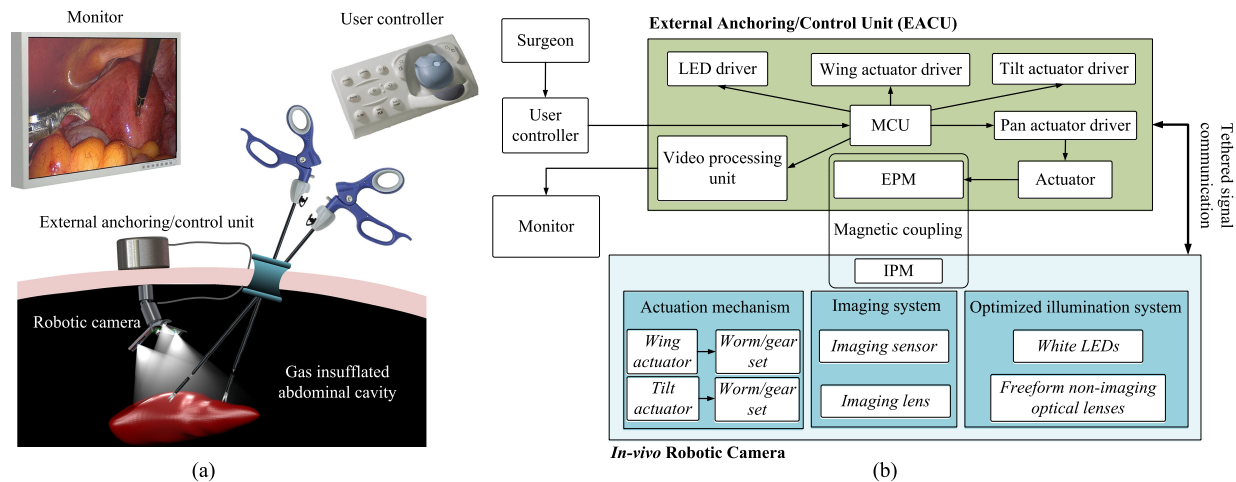 Monitor
User controller
External anchoring/control unit
Robotic camera
Gas insufflated
abdominal cavity
(a)
Surgeon
User
controller
Monitor
External Anchoring/Control Unit (EACU)
LED driver
Wing actuator driver
Tilt actuator driver
MCU
Pan actuator driver
Video processing
unit
EPM
Actuator
Magnetic coupling
IPM
Tethered signal
communication
Actuation mechanism
Wing
actuator
Worm/gear
set
Tilt
actuator
Worm/gear
set
Imaging system
Imaging sensor
Imaging lens
Optimized illumination system
White LEDs
Freeform non-imaging
optical lenses
In-vivo Robotic Camera
(b)